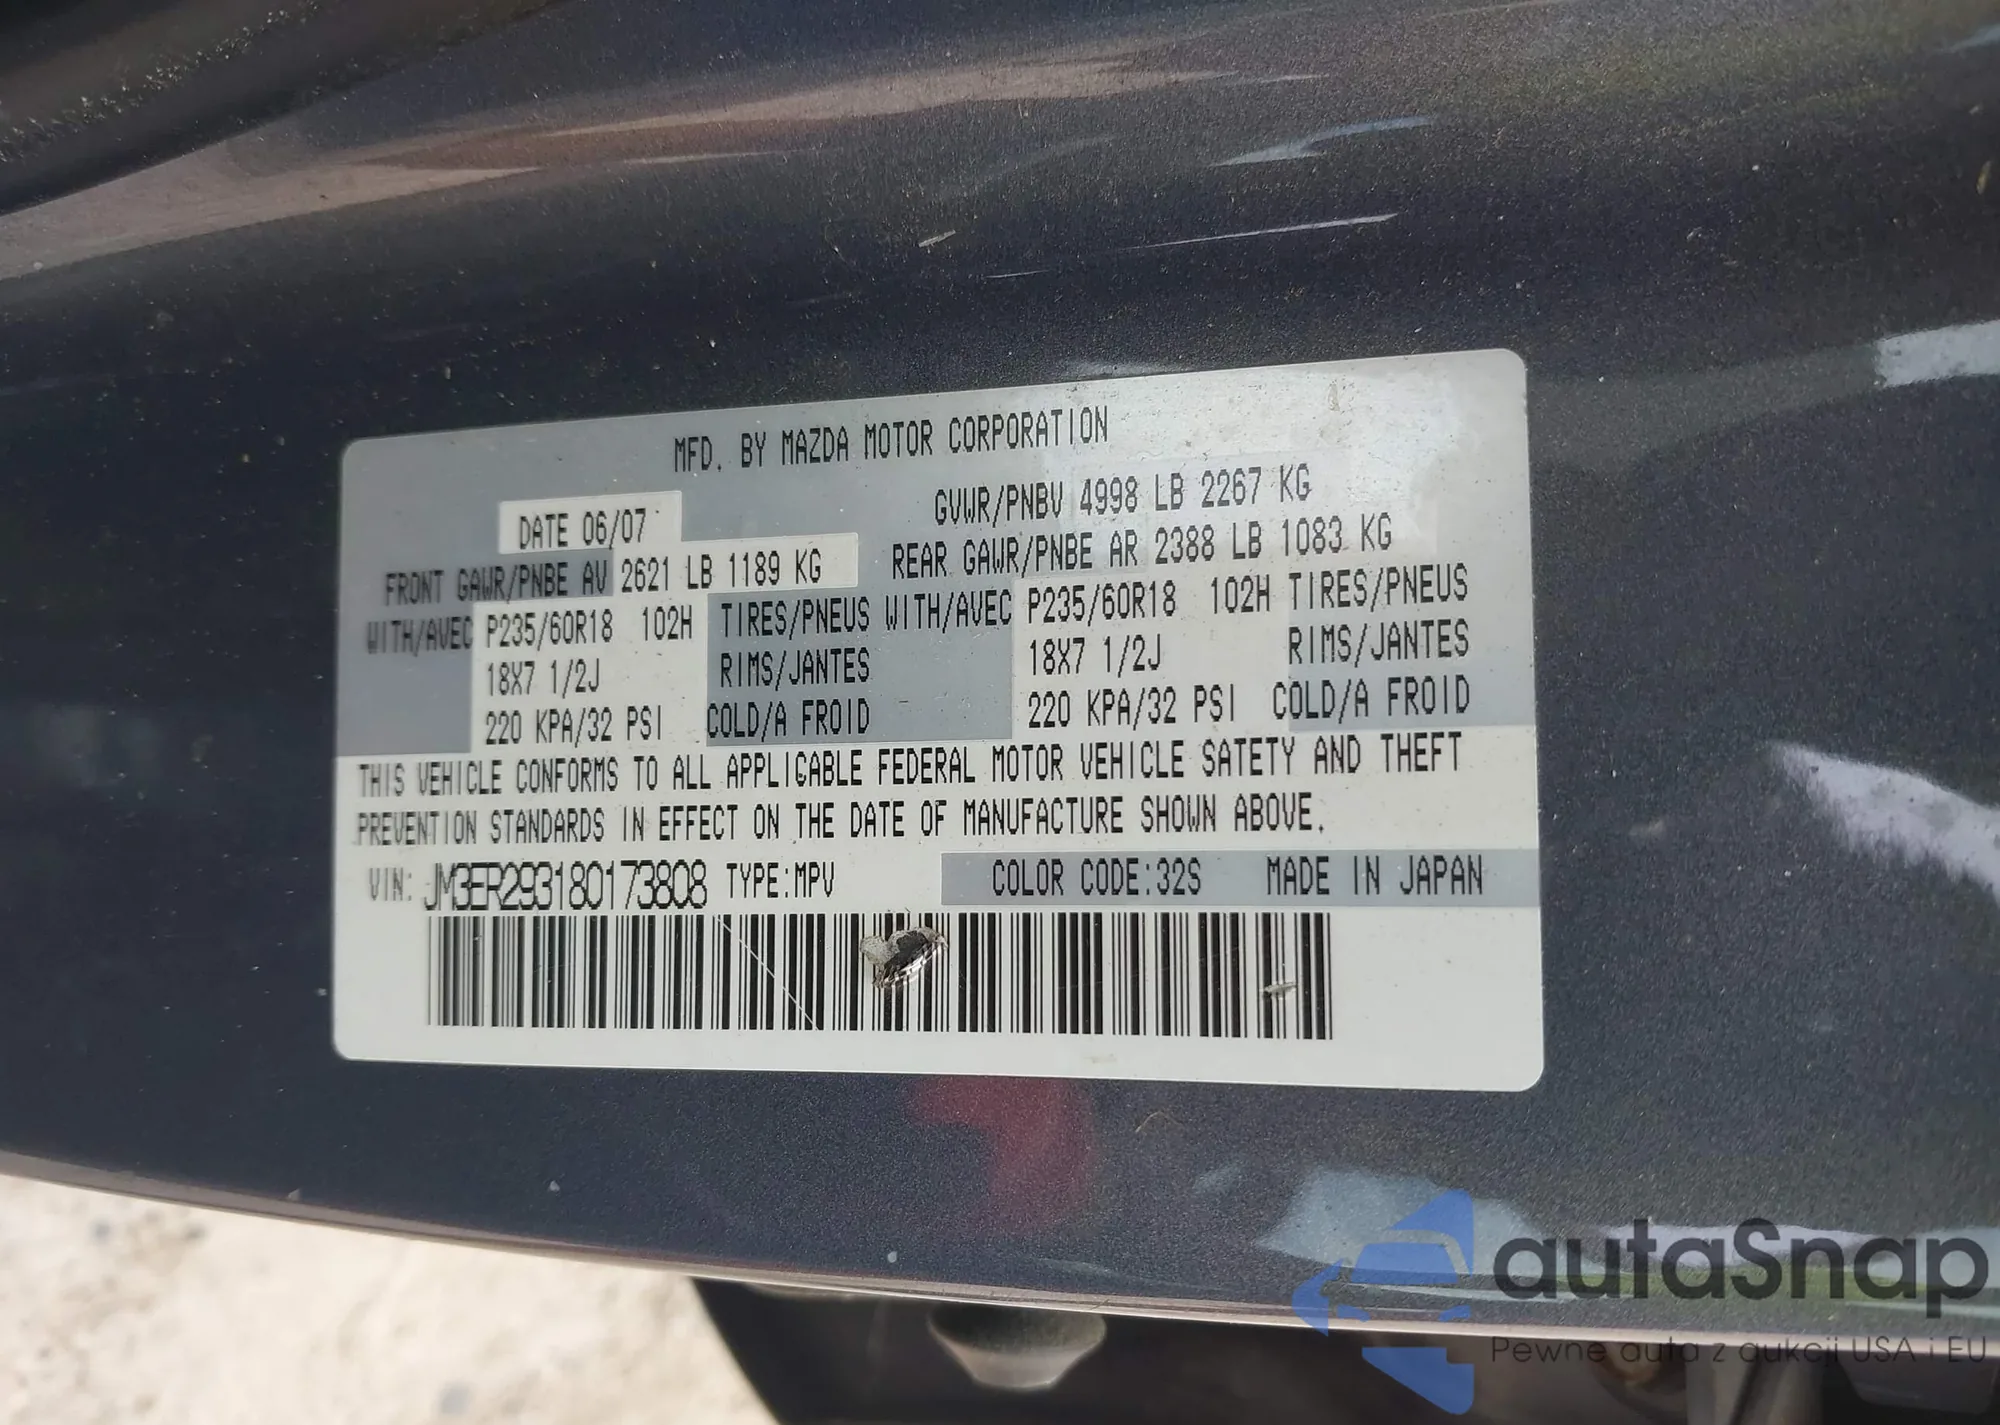 MFD. BY MAZDA MOTOR CORPORATION
DATE 06/07 GVWR/PNBV 4998 LB 2267 KG
FRONT GAWR/PNBE AV 2621 LB 1189 KG REAR GAWR/PNBE AR 2388 LB 1083 KG
WITH/AVEC P235/60R18 102H TIRES/PNEUS WITH/AVEC P235/60R18 102H TIRES/PNEUS
18X7 1/2J RIMS/JANTES 18X7 1/2J RIMS/JANTES
220 KPA/32 PSI COLD/A FROID 220 KPA/32 PSI COLD/A FROID
THIS VEHICLE CONFORMS TO ALL APPLICABLE FEDERAL MOTOR VEHICLE SATETY AND THEFT
PREVENTION STANDARDS IN EFFECT ON THE DATE OF MANUFACTURE SHOWN ABOVE.
VIN: JM3ER293180173808 TYPE:MPV COLOR CODE:32S MADE IN JAPAN
autaSnap
Pewne auta z aukcji USA i EU